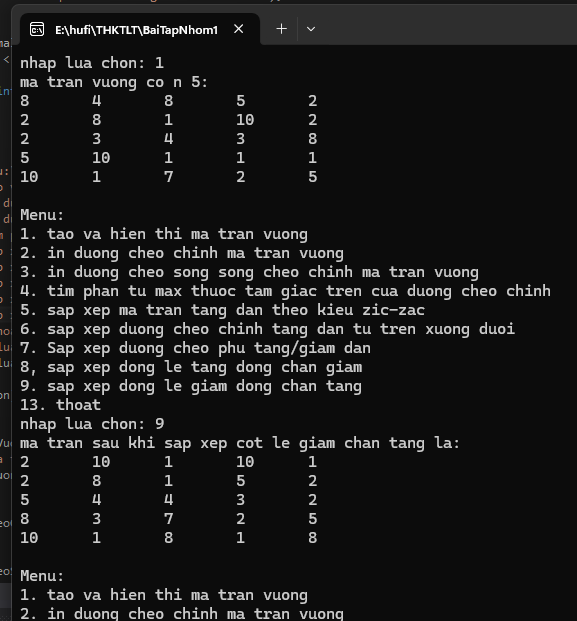 E:\hufi\THKTLT\BaiTapNhom1
nhap lua chon: 1
ma tran vuong co n 5:
8 4 8 5 2
2 8 1 10 2
2 3 4 3 8
5 10 1 1 1
10 1 7 2 5
Menu:
1. tao va hien thi ma tran vuong
2. in duong cheo chinh ma tran vuong
3. in duong cheo song song cheo chinh ma tran vuong
4. tim phan tu max thuoc tam giac tren cua duong cheo chinh
5. sap xep ma tran tang dan theo kieu zic-zac
6. sap xep duong cheo chinh tang dan tu tren xuong duoi
7. Sap xep duong cheo phu tang/giam dan
8, sap xep dong le tang dong chan giam
9. sap xep dong le giam dong chan tang
13. thoat
nhap lua chon: 9
ma tran sau khi sap xep cot le giam chan tang la:
2 10 1 10 1
2 8 1 5 2
5 4 4 3 2
8 3 7 2 5
10 1 8 1 8
Menu:
1. tao va hien thi ma tran vuong
2. in duong cheo chinh ma tran vuong